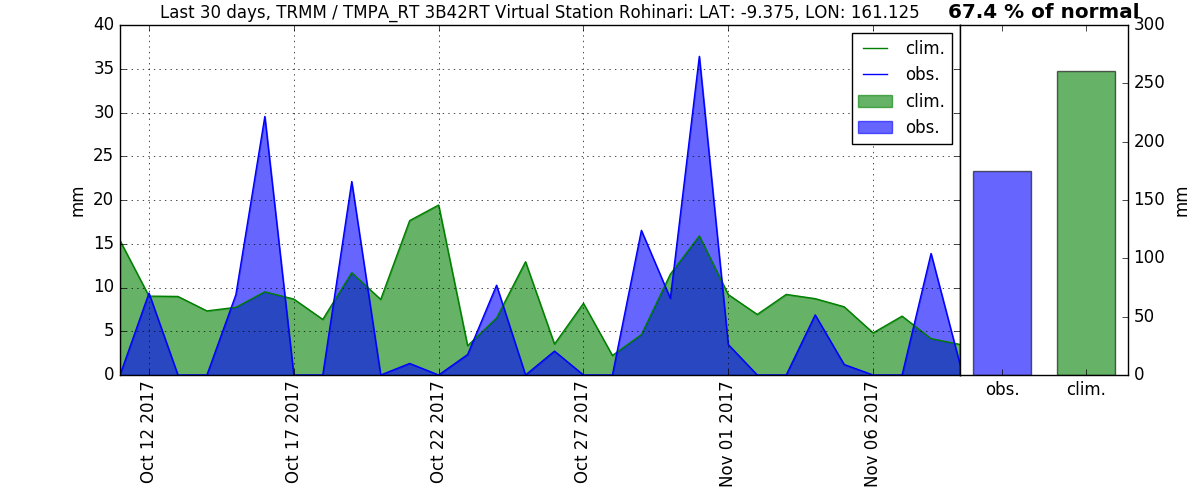 Last 30 days, TRMM / TMPA_RT 3B42RT Virtual Station Rohinari: LAT: -9.375, LON: 161.125
67.4 % of normal
40
35
30
25
20
15
10
5
0
mm
clim.
obs.
clim.
obs.
Oct 12 2017
Oct 17 2017
Oct 22 2017
Oct 27 2017
Nov 01 2017
Nov 06 2017
300
250
200
150
100
50
0
mm
obs.
clim.